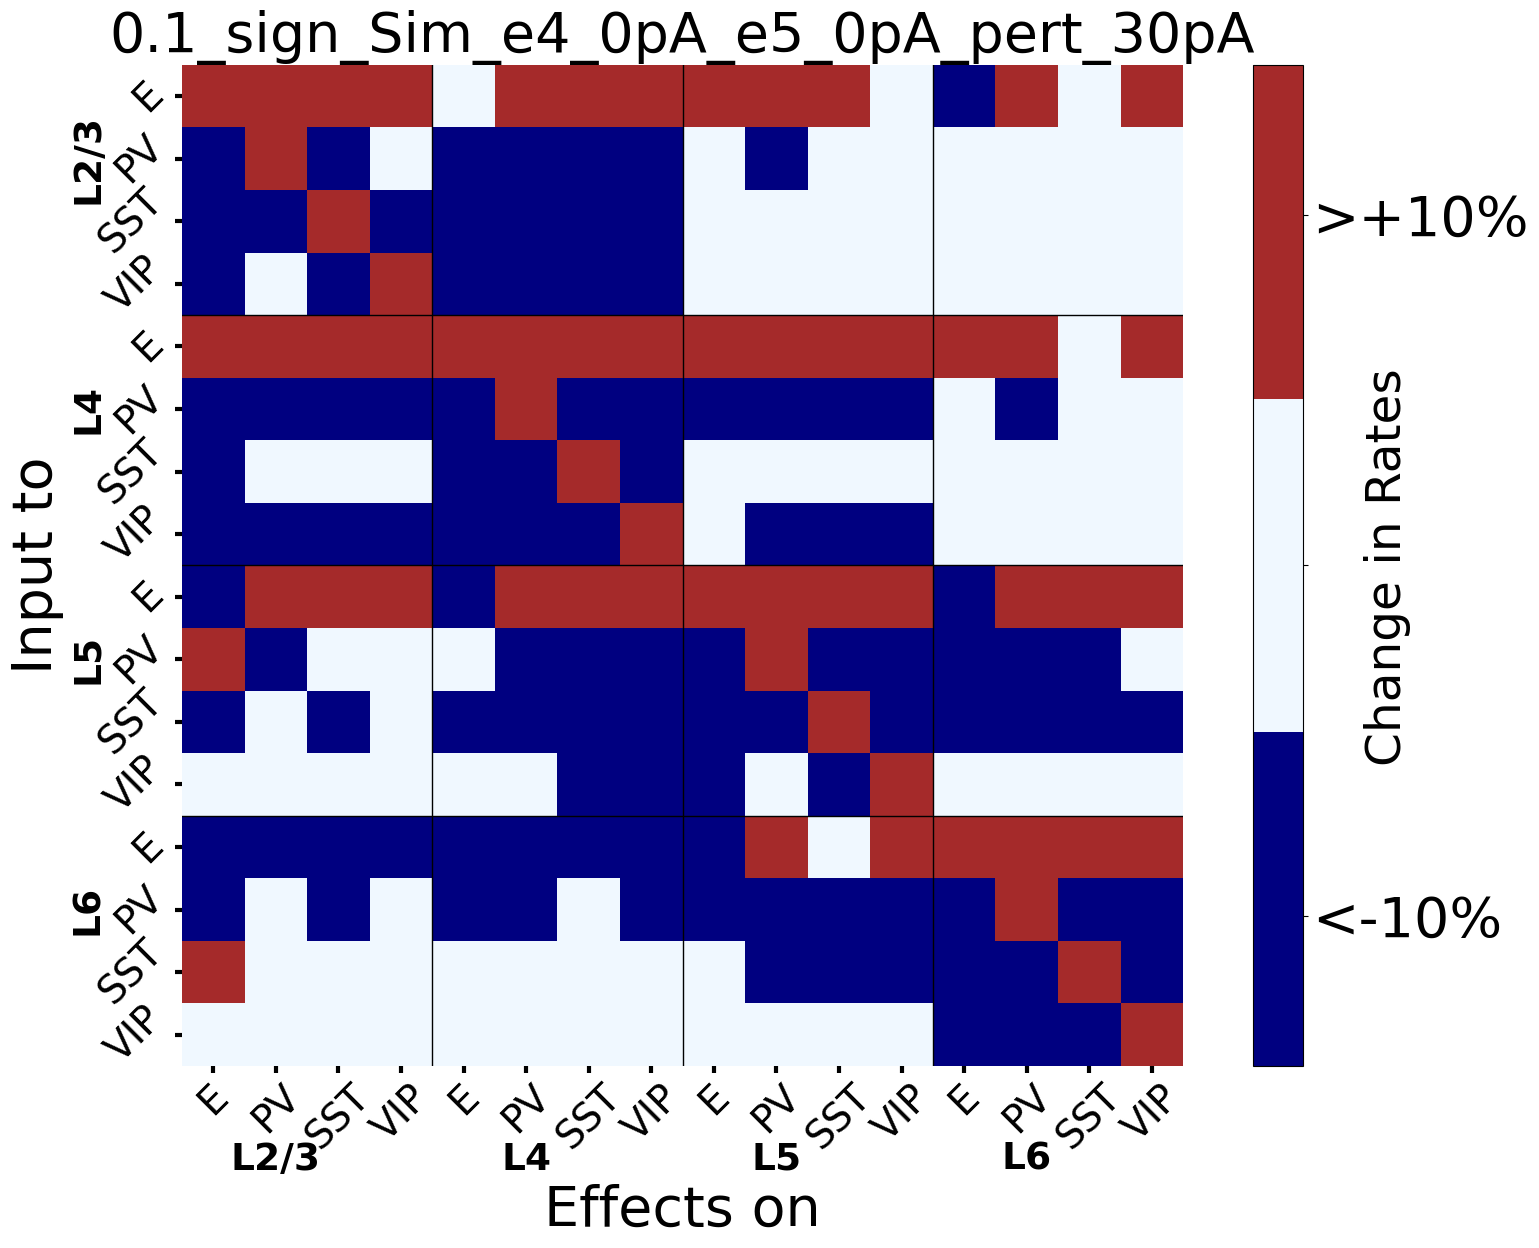 0.1_sign_Sim_e4_0pA_e5_0pA_pert_30pA
Input to
L2/3
E
PV
SST
VIP
L4
E
PV
SST
VIP
L5
E
PV
SST
VIP
L6
E
PV
SST
VIP
E PV SST VIP E PV SST VIP E PV SST VIP E PV SST VIP
L2/3 L4 L5 L6
Effects on
>+10%
<-10%
Change in Rates